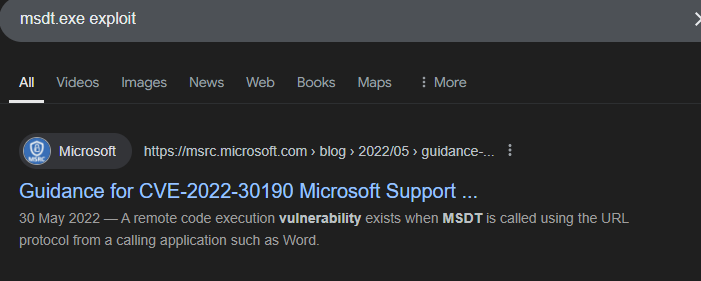 msdt.exe exploit
All Videos Images News Web Books Maps More
MSRC
Microsoft https://msrc.microsoft.com › blog › 2022/05 › guidance-...
Guidance for CVE-2022-30190 Microsoft Support ...
30 May 2022 — A remote code execution vulnerability exists when MSDT is called using the URL
protocol from a calling application such as Word.